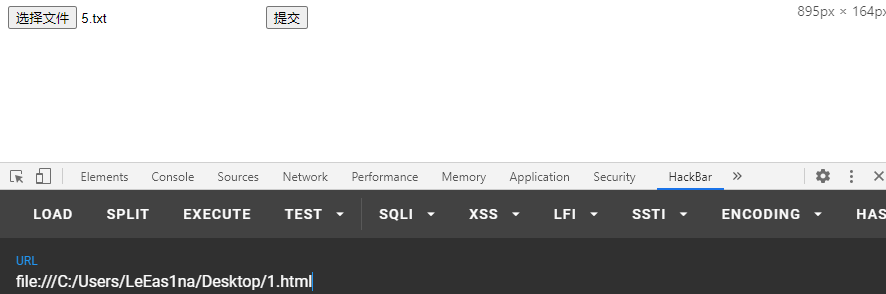 选择文件 5.txt 提交 895px × 164px
Elements Console Sources Network Performance Memory Application Security HackBar
LOAD SPLIT EXECUTE TEST SQLI XSS LFI SSTI ENCODING HAS
URL
file:///C:/Users/LeEas1na/Desktop/1.html